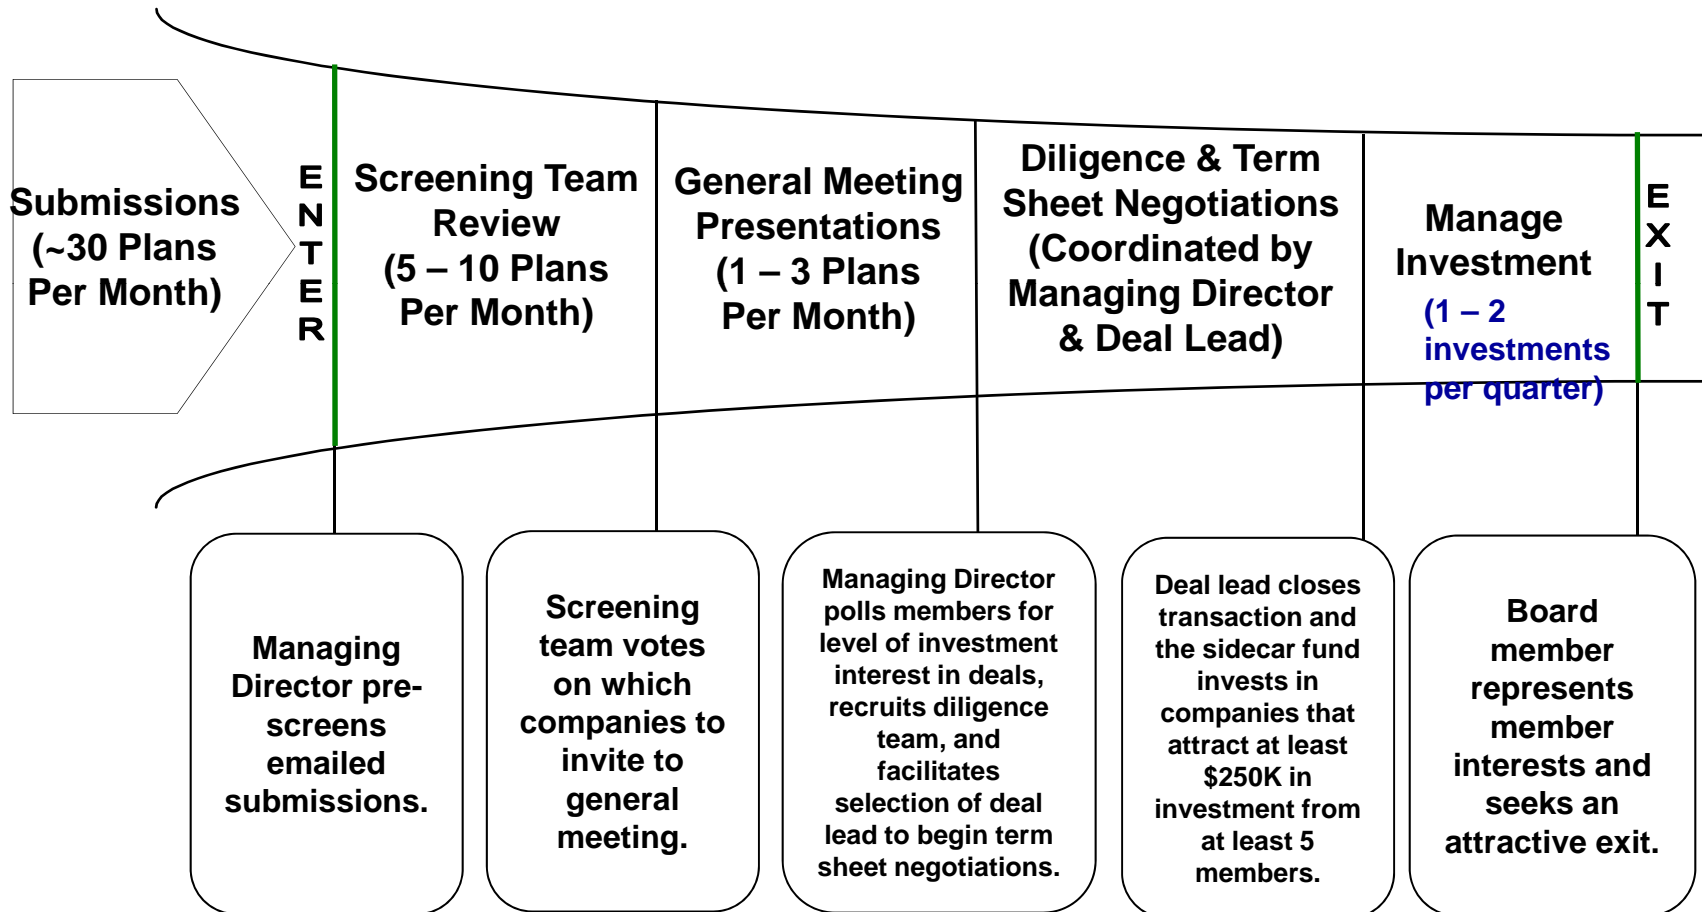 Submissions
(~30 Plans
Per Month)
E
N
T
E
R
Screening Team
Review
(5 – 10 Plans
Per Month)
General Meeting
Presentations
(1 – 3 Plans
Per Month)
Diligence & Term
Sheet Negotiations
(Coordinated by
Managing Director
& Deal Lead)
Manage
Investment
(1 – 2
investments
per quarter)
E
X
I
T
Managing
Director pre-
screens
emailed
submissions.
Screening
team votes
on which
companies to
invite to
general
meeting.
Managing Director
polls members for
level of investment
interest in deals,
recruits diligence
team, and
facilitates
selection of deal
lead to begin term
sheet negotiations.
Deal lead closes
transaction and
the sidecar fund
invests in
companies that
attract at least
$250K in
investment from
at least 5
members.
Board
member
represents
member
interests and
seeks an
attractive exit.